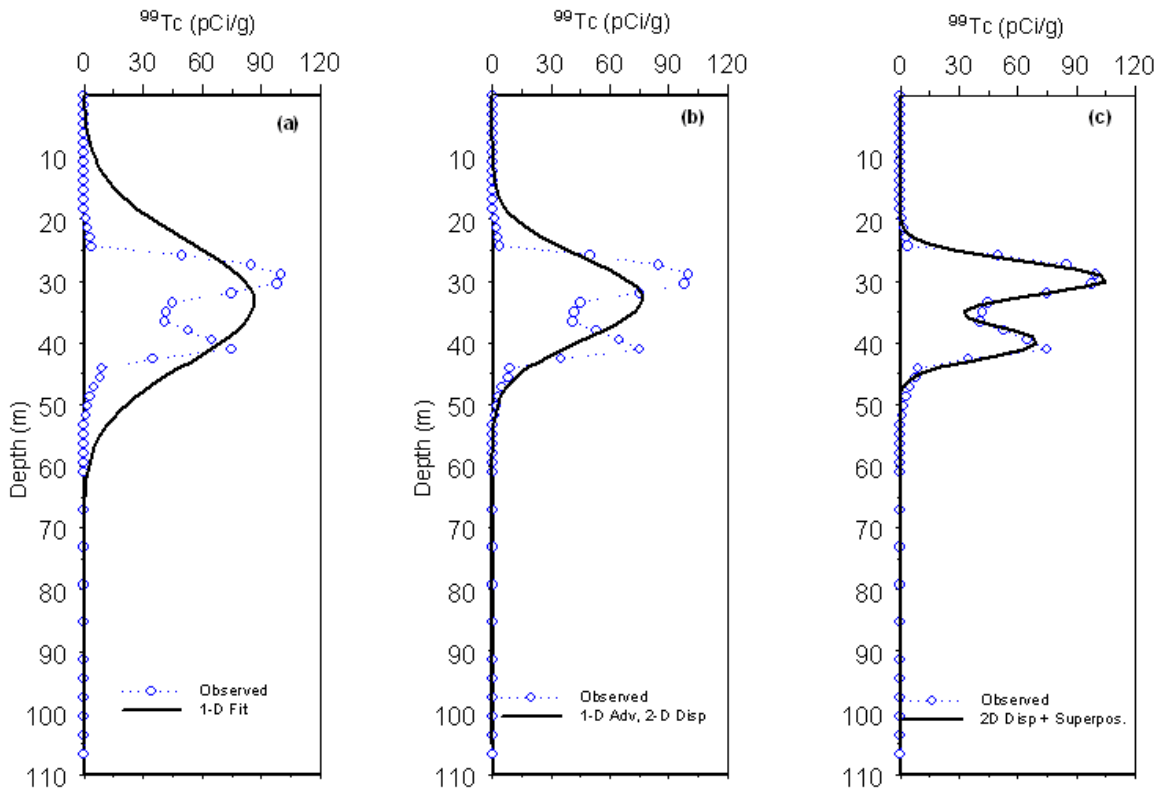 ⁹⁹Tc (pCi/g)
0 30 60 90 120
(a)
10
20
30
40
50
60
70
80
90
100
110
Depth (m)
Observed
1-D Fit
⁹⁹Tc (pCi/g)
0 30 60 90 120
(b)
10
20
30
40
50
60
70
80
90
100
110
Depth (m)
Observed
1-D Adv, 2-D Disp
⁹⁹Tc (pCi/g)
0 30 60 90 120
(c)
10
20
30
40
50
60
70
80
90
100
110
Observed
2D Disp + Superpos.